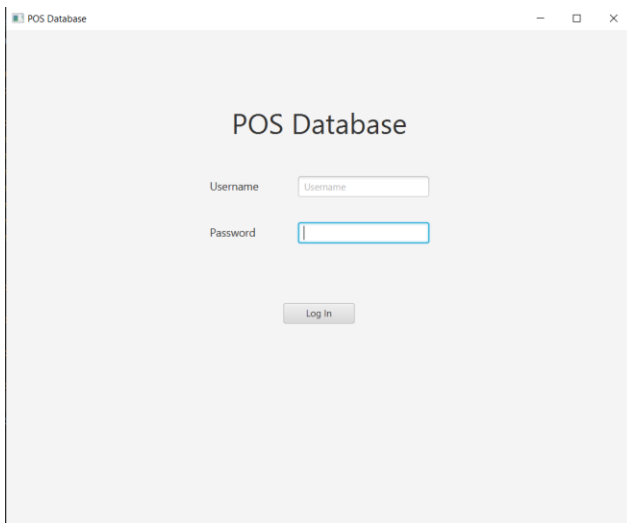 POS Database
POS Database
Username Username
Password
Log In